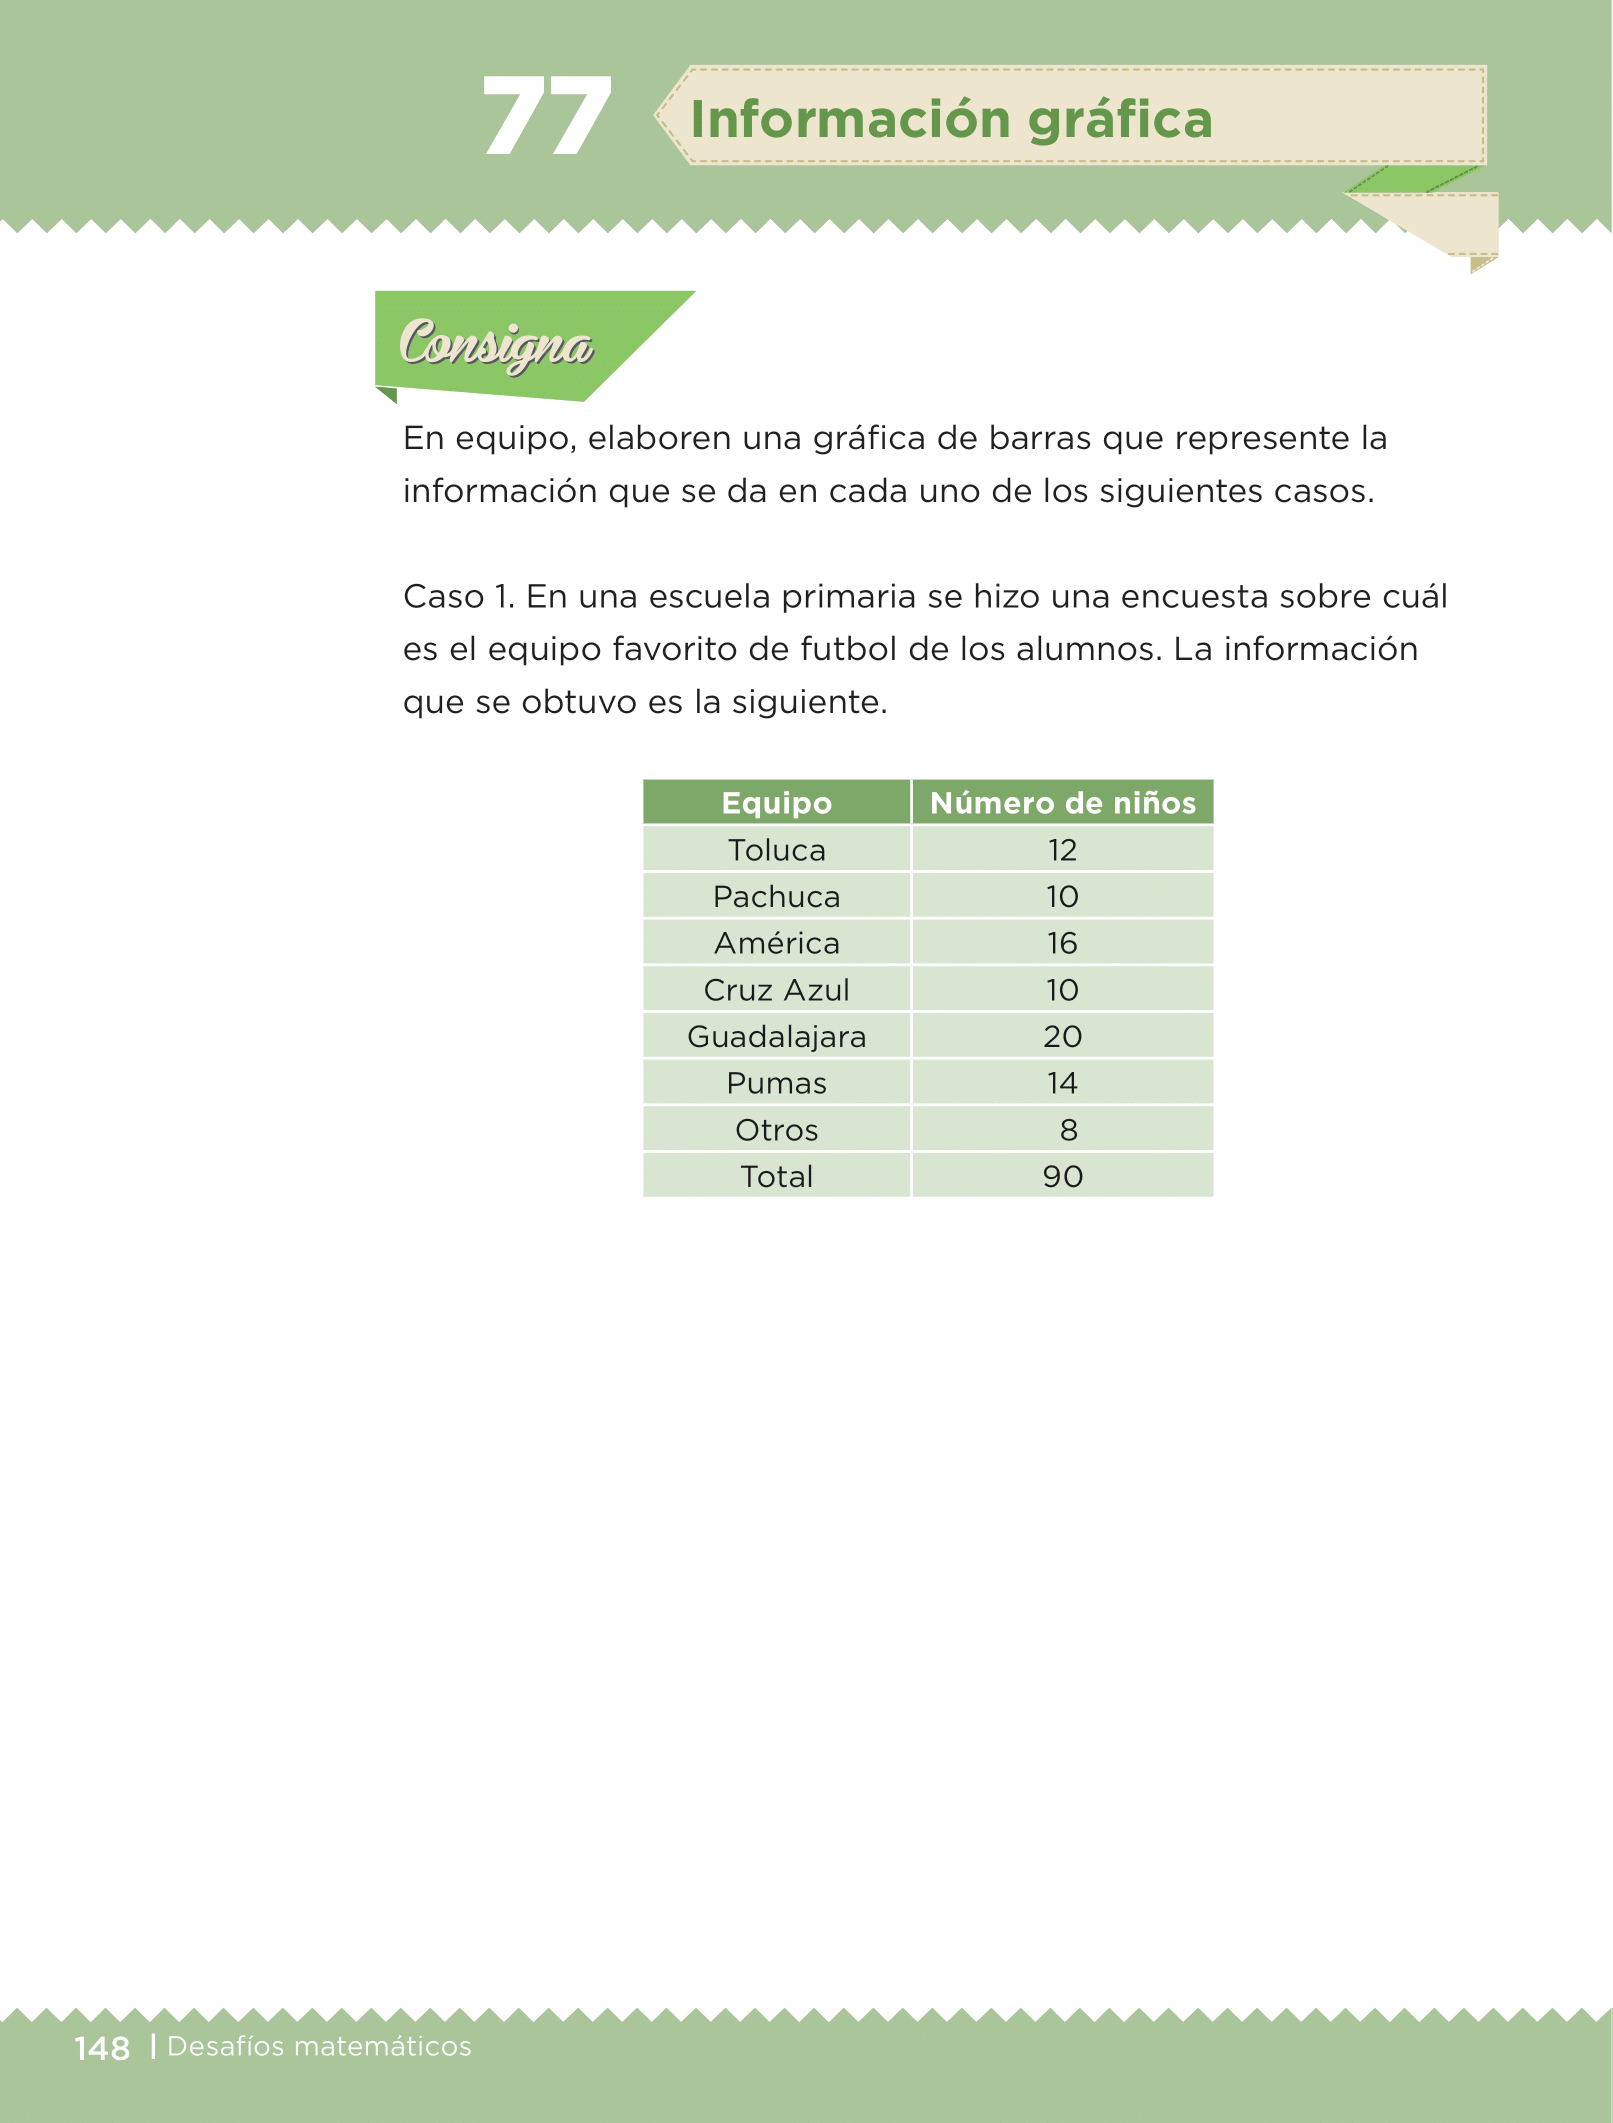 77
Información gráfica
Consigna
En equipo, elaboren una gráfica de barras que represente la
información que se da en cada uno de los siguientes casos.
Caso 1. En una escuela primaria se hizo una encuesta sobre cuál
es el equipo favorito de futbol de los alumnos. La información
que se obtuvo es la siguiente.
Equipo Número de niños
Toluca 12
Pachuca 10
América 16
Cruz Azul 10
Guadalajara 20
Pumas 14
Otros 8
Total 90
148 | Desafíos matemáticos